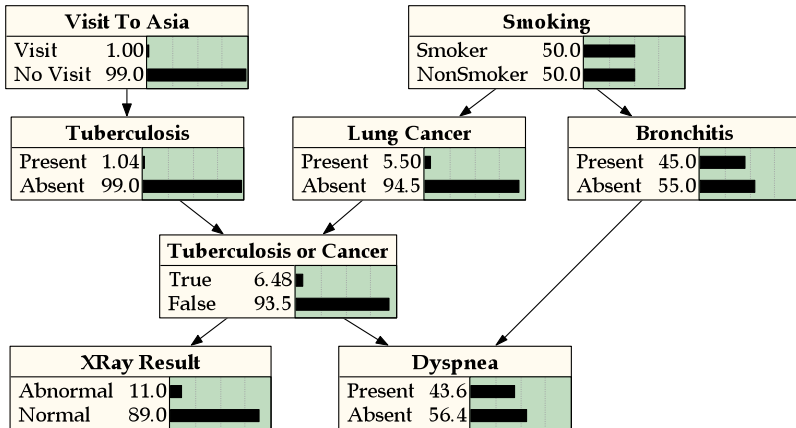 Visit To Asia
Visit 1.00
No Visit 99.0
Smoking
Smoker 50.0
NonSmoker 50.0
Tuberculosis
Present 1.04
Absent 99.0
Lung Cancer
Present 5.50
Absent 94.5
Bronchitis
Present 45.0
Absent 55.0
Tuberculosis or Cancer
True 6.48
False 93.5
XRay Result
Abnormal 11.0
Normal 89.0
Dyspnea
Present 43.6
Absent 56.4